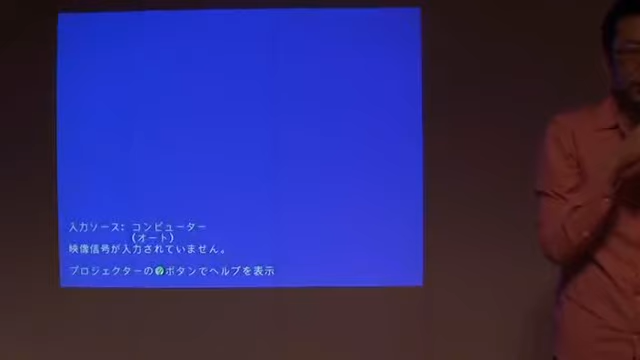 入力ソース: コンピューター
(オート)
映像信号が入力されていません。
プロジェクターの?ボタンでヘルプを表示